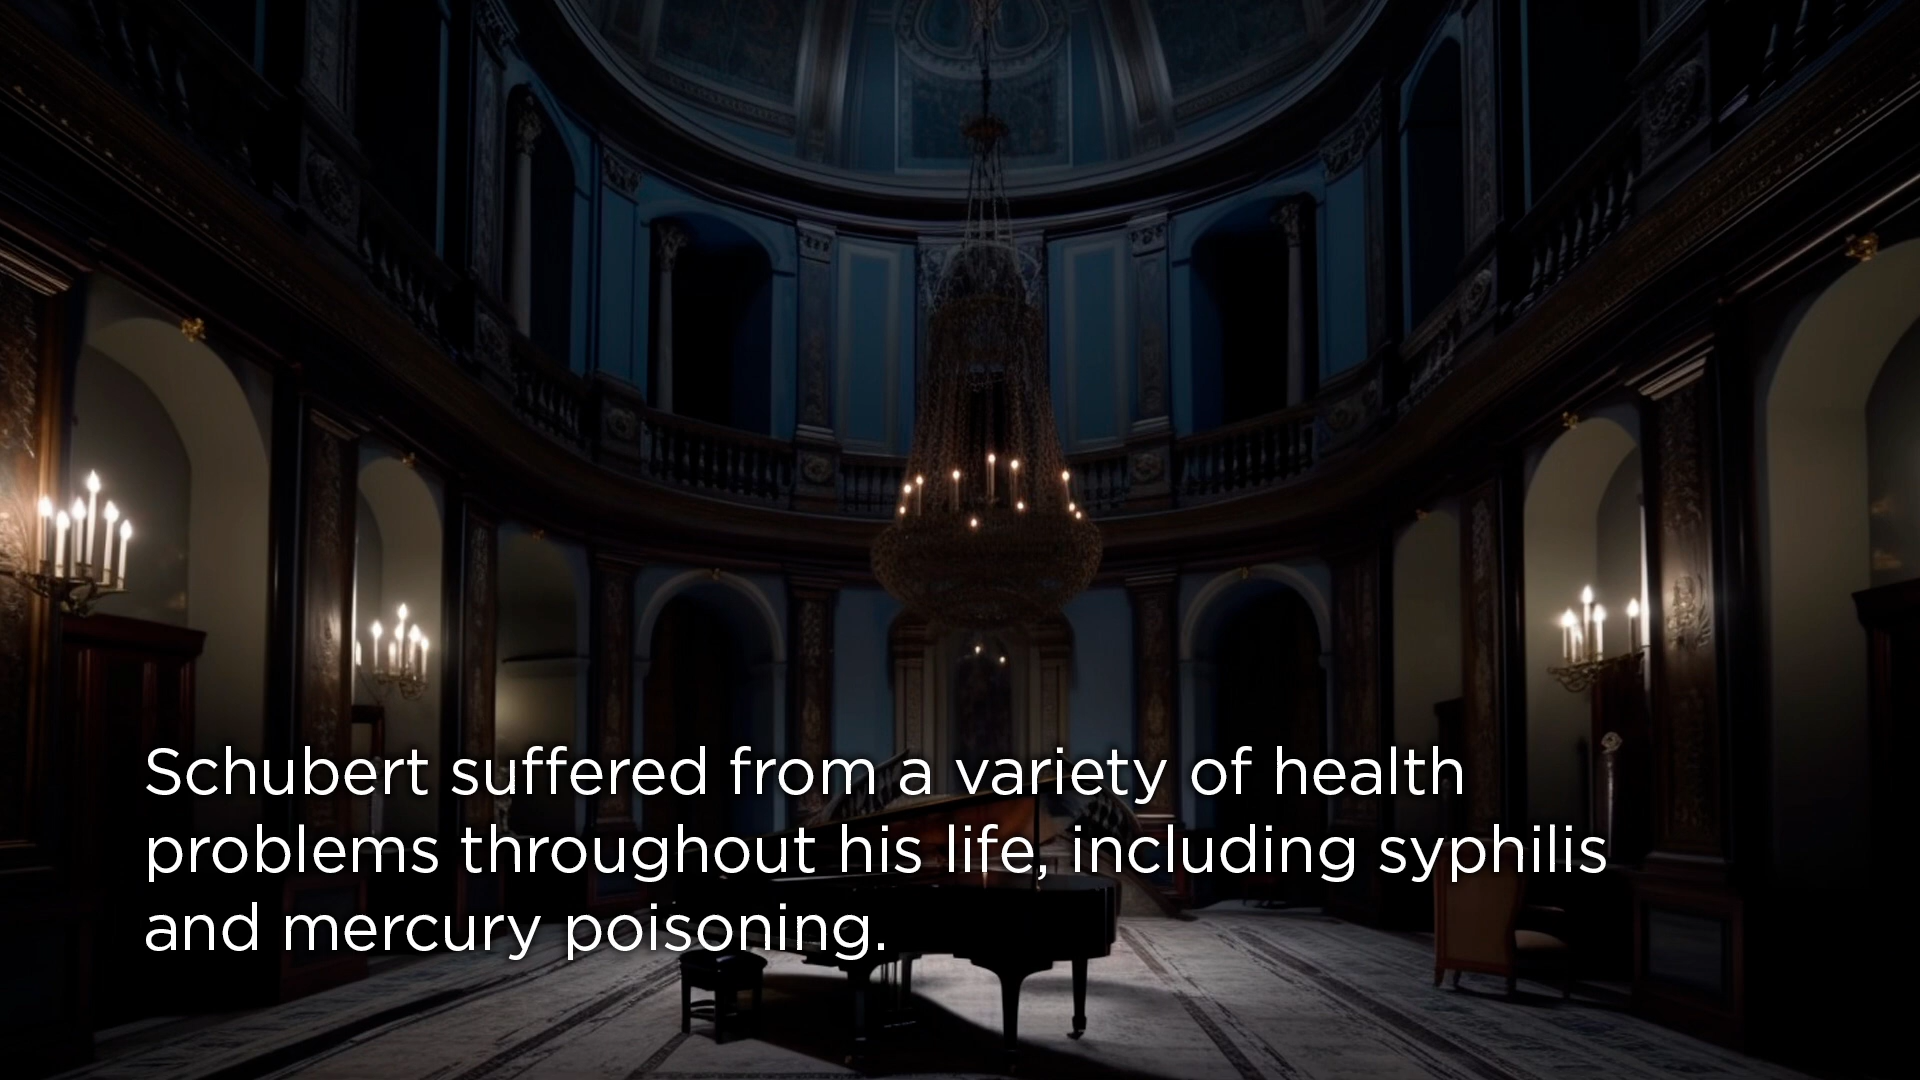 Schubert suffered from a variety of health
problems throughout his life, including syphilis
and mercury poisoning.